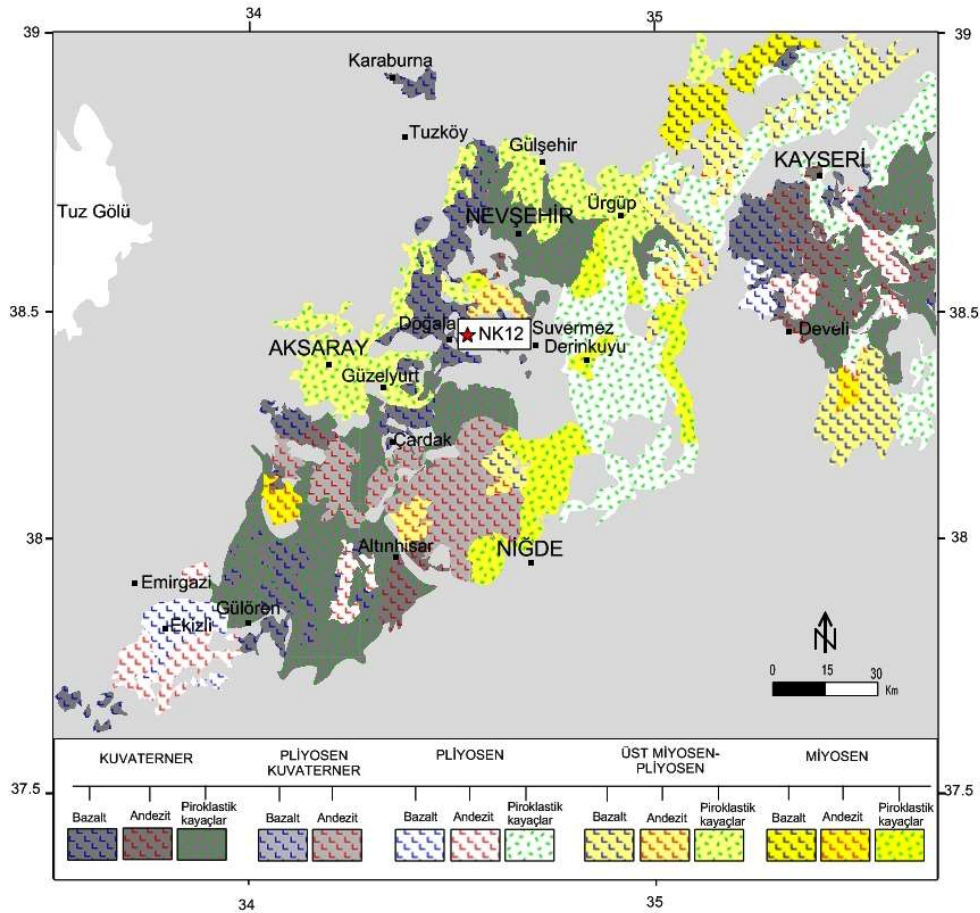 34
35
39
39
Karaburna
Tuzköy
Gülşehir
KAYSERİ
Ürgüp
Tuz Gölü
NEVŞEHİR
38.5
38.5
Doğala
NK12
Suvermez
Develi
AKSARAY
Derinkuyu
Güzelyurt
Çardak
38
38
Altınhisar
NİĞDE
Emirgazi
Gülören
Ekizli
N
0
15
30
Km
KUVATERNER
PLİYOSEN
KUVATERNER
PLİYOSEN
ÜST MİYOSEN-
PLİYOSEN
MİYOSEN
37.5
37.5
Bazalt
Andezit
Piroklastik
kayaçlar
Bazalt
Andezit
Bazalt
Andezit
Piroklastik
kayaçlar
Bazalt
Andezit
Piroklastik
kayaçlar
Bazalt
Andezit
Piroklastik
kayaçlar
34
35